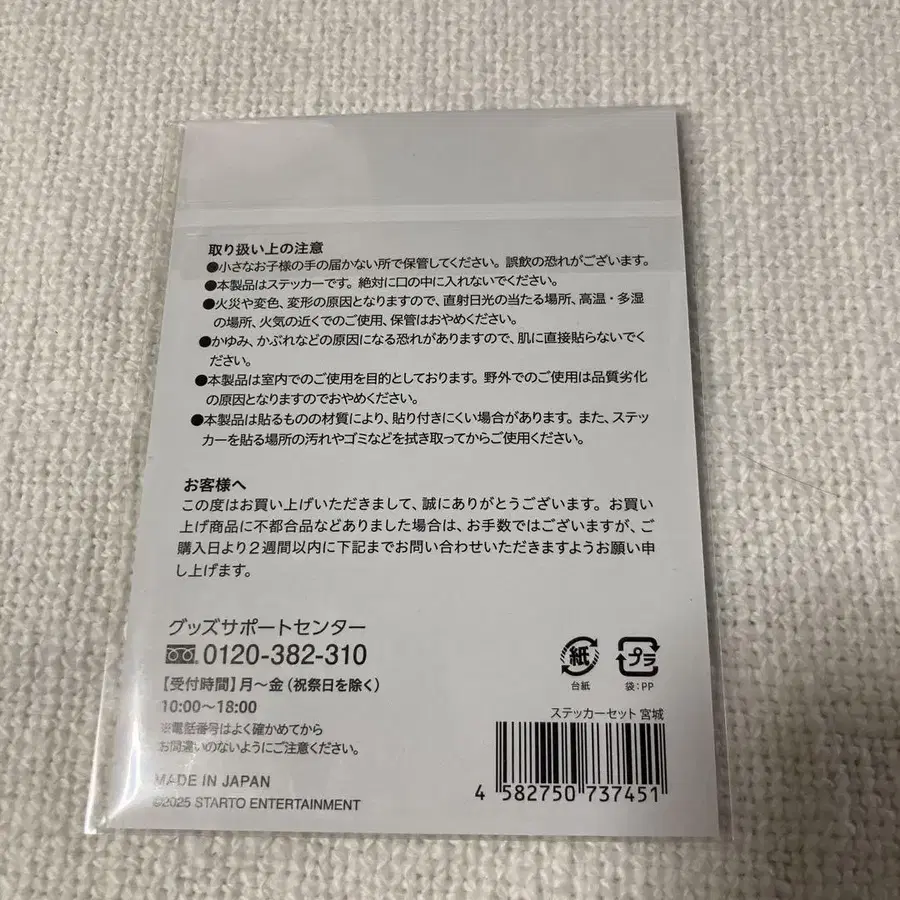 取り扱い上の注意
●小さなお子様の手の届かない所で保管してください。誤飲の恐れがございます。
●本製品はステッカーです。絶対に口の中に入れないでください。
●火災や変色、変形の原因となりますので、直射日光の当たる場所、高温・多湿
の場所、火気の近くでのご使用、保管はおやめください。
●かゆみ、かぶれなどの原因になる恐れがありますので、肌に直接貼らないでく
ださい。
●本製品は室内でのご使用を目的としております。野外でのご使用は品質劣化
の原因となりますのでおやめください。
●本製品は貼るものの材質により、貼り付きにくい場合があります。また、ステッ
カーを貼る場所の汚れやゴミなどを拭き取ってからご使用ください。
お客様へ
この度はお買い上げいただきまして、誠にありがとうございます。お買い
上げ商品に不都合品などありました場合は、お手数ではございますが、ご
購入日より2週間以内に下記までお問い合わせいただきますようお願い申
し上げます。
グッズサポートセンター
0120-382-310
【受付時間】月～金(祝祭日を除く)
10:00～18:00
※電話番号はよく確かめてから
お間違いのないようにご注意ください。
MADE IN JAPAN
©2025 STARTO ENTERTAINMENT
紙
台紙
プラ
袋:PP
ステッカーセット 宮城
4 582750 737451